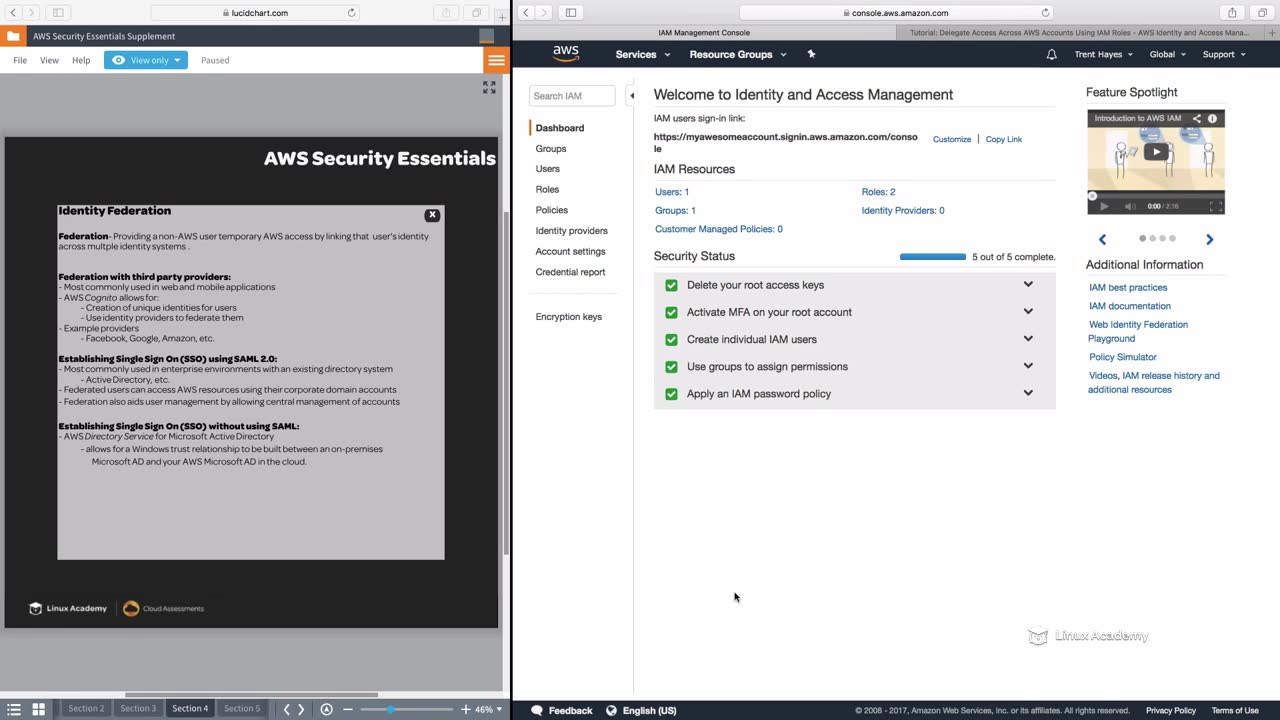 lucidchart.com
console.aws.amazon.com
AWS Security Essentials Supplement
IAM Management Console
Tutorial: Delegate Access Across AWS Accounts Using IAM Roles - AWS Identity and Access Mana...
File View Help View only Paused
aws Services Resource Groups Trent Hayes Global Support
AWS Security Essentials
Identity Federation
X
Federation- Providing a non-AWS user temporary AWS access by linking that user's identity
across multple identity systems .
Federation with third party providers:
- Most commonly used in web and mobile applications
- AWS Cognito allows for:
- Creation of unique identities for users
- Use identity providers to federate them
- Example providers
- Facebook, Google, Amazon, etc.
Establishing Single Sign On (SSO) using SAML 2.0:
- Most commonly used in enterprise environments with an existing directory system
- Active Directory, etc.
- Federated users can access AWS resources using their corporate domain accounts
- Federation also aids user management by allowing central management of accounts
Establishing Single Sign On (SSO) without using SAML:
- AWS Directory Service for Microsoft Active Directory
- allows for a Windows trust relationship to be built between an on-premises
Microsoft AD and your AWS Microsoft AD in the cloud.
Linux Academy Cloud Assessments
Section 2 Section 3 Section 4 Section 5 46%
Search IAM
Dashboard
Groups
Users
Roles
Policies
Identity providers
Account settings
Credential report
Encryption keys
Welcome to Identity and Access Management
IAM users sign-in link:
https://myawesomeaccount.signin.aws.amazon.com/conso
le
Customize | Copy Link
IAM Resources
Users: 1 Roles: 2
Groups: 1 Identity Providers: 0
Customer Managed Policies: 0
Security Status 5 out of 5 complete.
Delete your root access keys
Activate MFA on your root account
Create individual IAM users
Use groups to assign permissions
Apply an IAM password policy
Feature Spotlight
Introduction to AWS IAM
0:00 / 2:16
Additional Information
IAM best practices
IAM documentation
Web Identity Federation
Playground
Policy Simulator
Videos, IAM release history and
additional resources
Linux Academy
Feedback English (US) © 2008 - 2017, Amazon Web Services, Inc. or its affiliates. All rights reserved. Privacy Policy Terms of Use